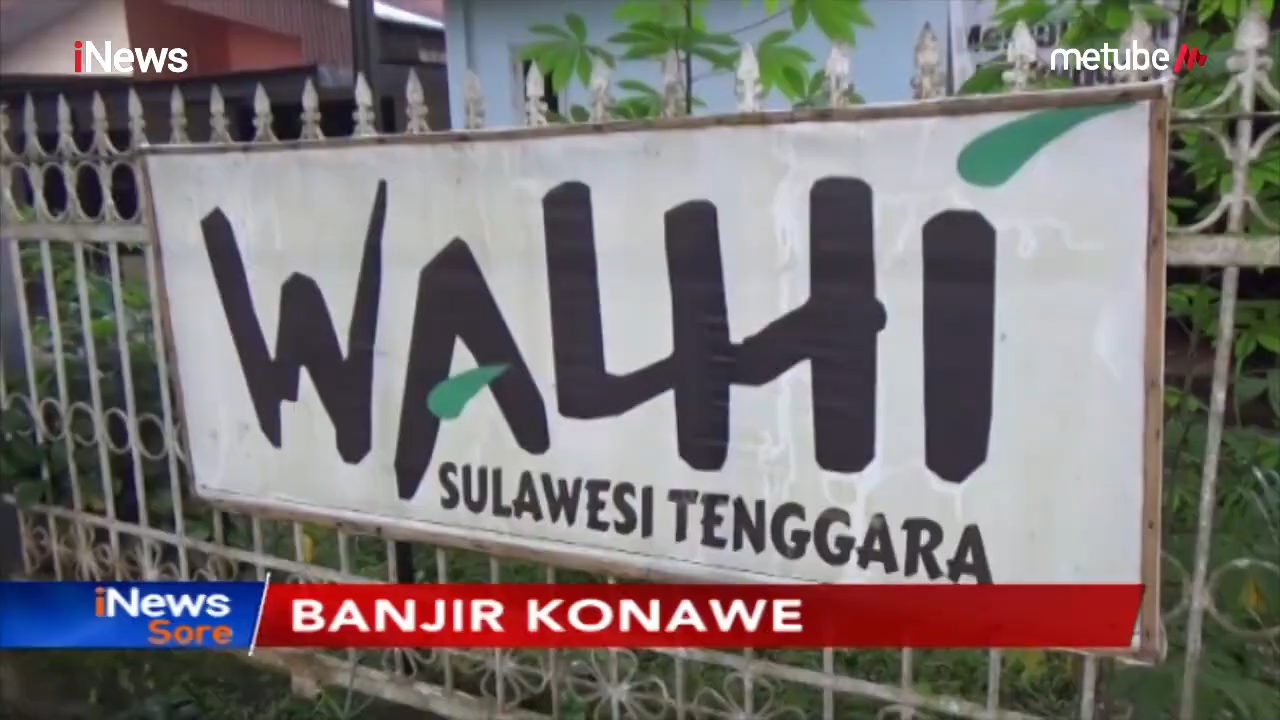 iNews
metube
WALHI
SULAWESI TENGGARA
iNews
Sore
BANJIR KONAWE